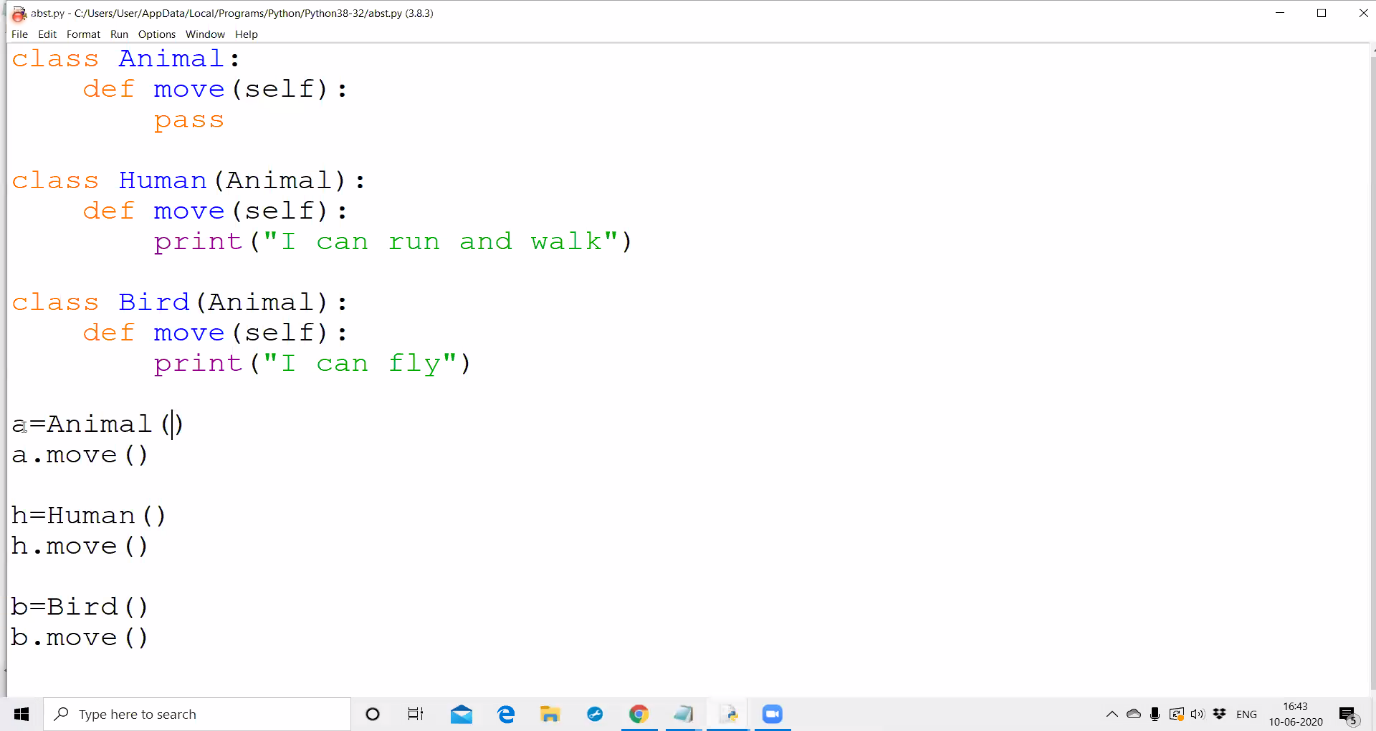 abst.py - C:/Users/User/AppData/Local/Programs/Python/Python38-32/abst.py (3.8.3)
File Edit Format Run Options Window Help
class Animal:
    def move(self):
        pass
class Human(Animal):
    def move(self):
        print("I can run and walk")
class Bird(Animal):
    def move(self):
        print("I can fly")
a=Animal()
a.move()
h=Human()
h.move()
b=Bird()
b.move()
Type here to search
ENG
16:43
10-06-2020
5